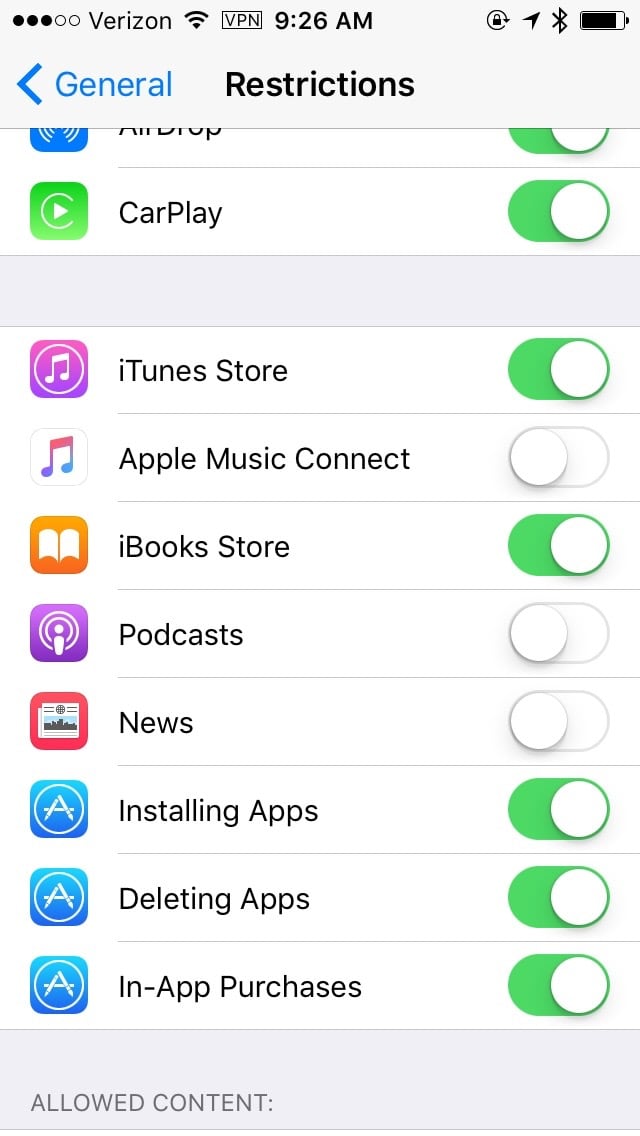 Verizon VPN 9:26 AM
General Restrictions
AirDrop
CarPlay
iTunes Store
Apple Music Connect
iBooks Store
Podcasts
News
Installing Apps
Deleting Apps
In-App Purchases
ALLOWED CONTENT: